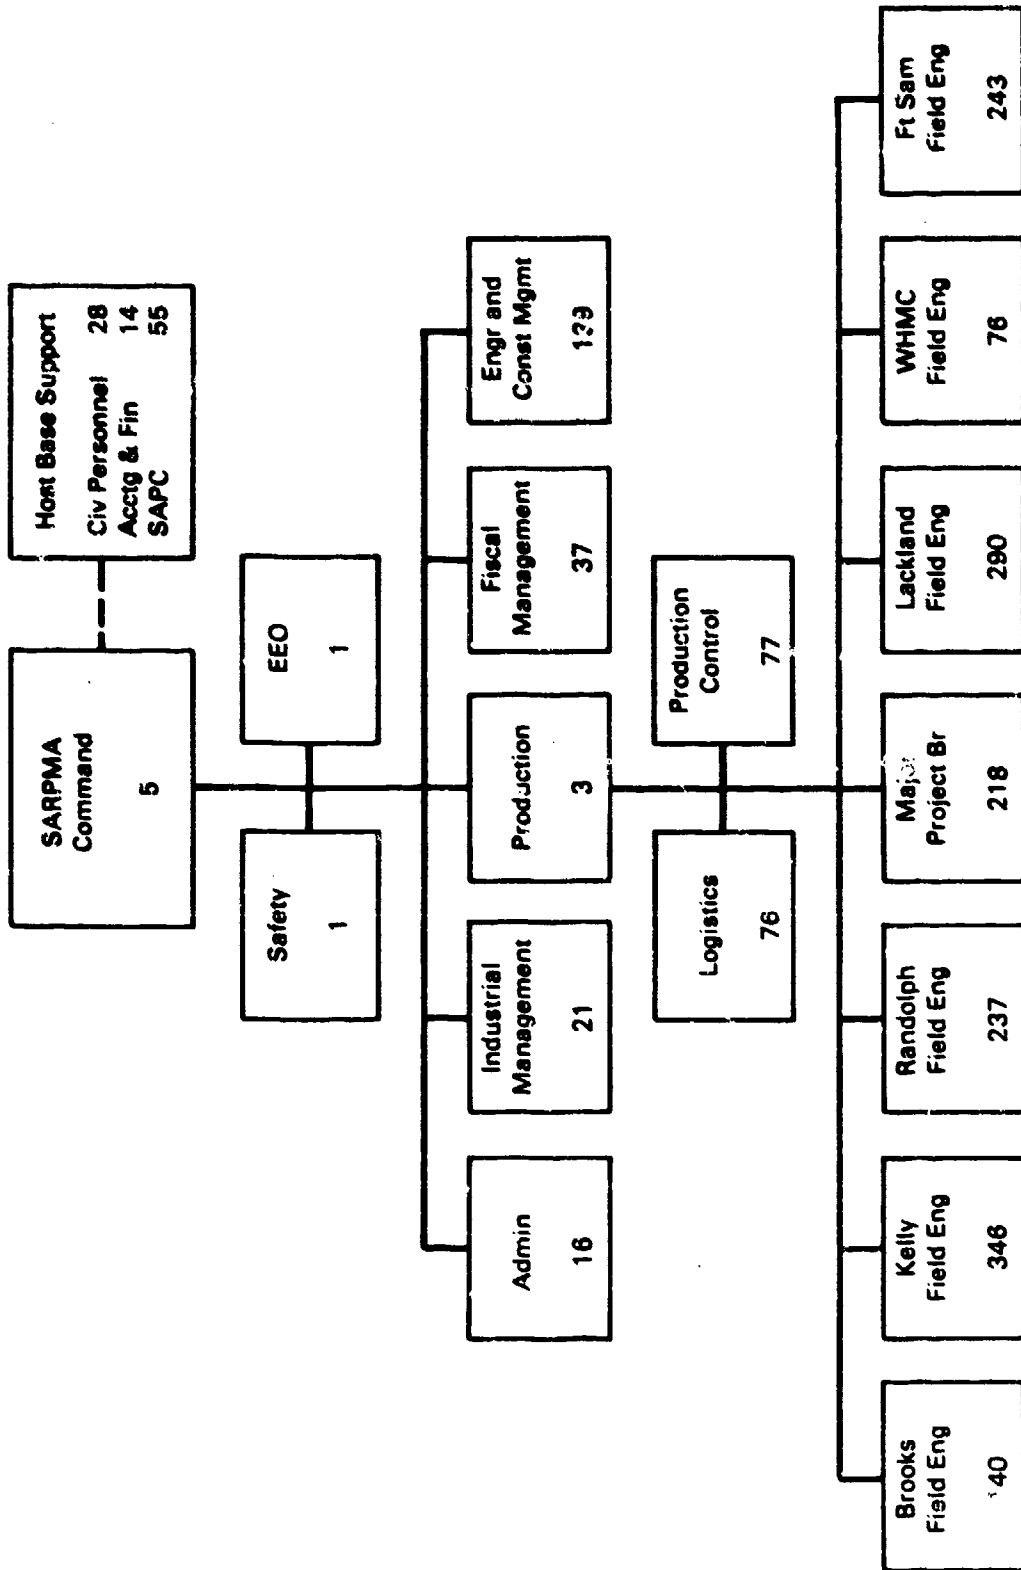 SARPMA
Command
5
Host Base Support
Civ Personnel 28
Acctg & Fin 14
SAPC 55
Safety
1
EEO
1
Admin
16
Industrial
Management
21
Production
3
Fiscal
Management
37
Engr and
Const Mgmt
Logistics
76
Production
Control
77
Brooks
Field Eng
Kelly
Field Eng
346
Randolph
Field Eng
237
Major
Project Br
218
Lackland
Field Eng
290
WHMC
Field Eng
76
Ft Sam
Field Eng
243